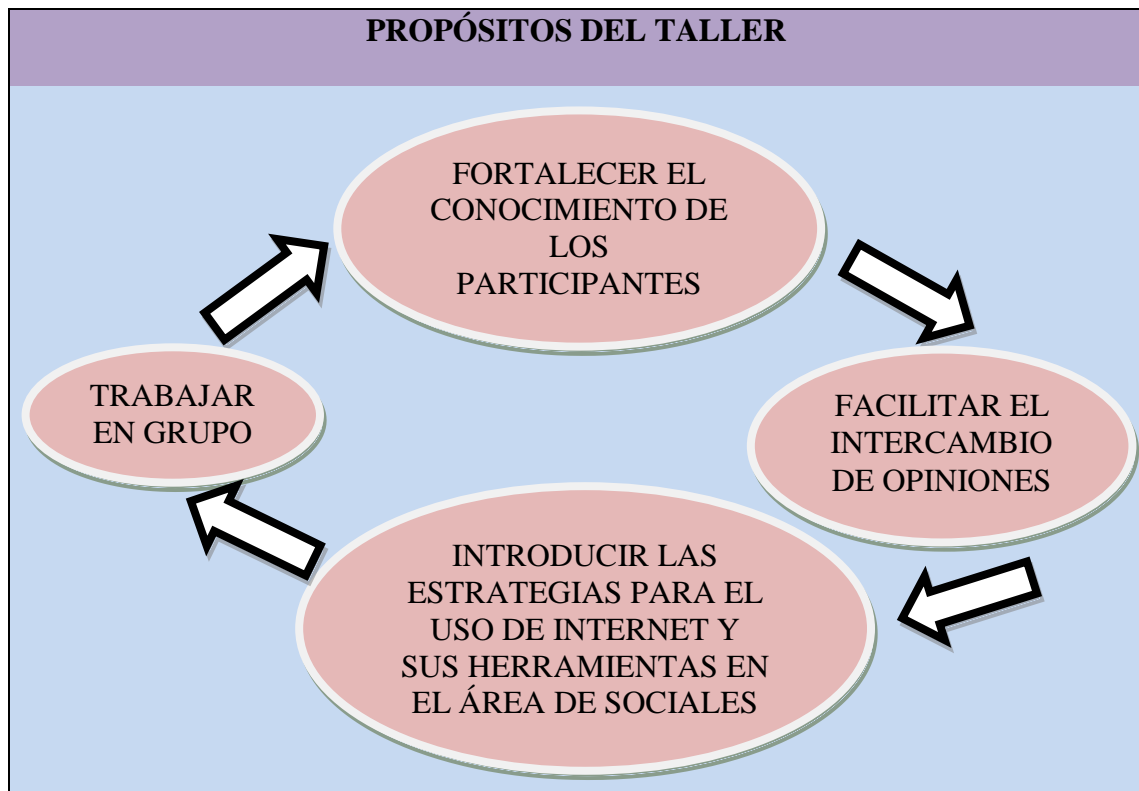 PROPÓSITOS DEL TALLER
FORTALECER EL
CONOCIMIENTO DE
LOS
PARTICIPANTES
FACILITAR EL
INTERCAMBIO
DE OPINIONES
INTRODUCIR LAS
ESTRATEGIAS PARA EL
USO DE INTERNET Y
SUS HERRAMIENTAS EN
EL ÁREA DE SOCIALES
TRABAJAR
EN GRUPO